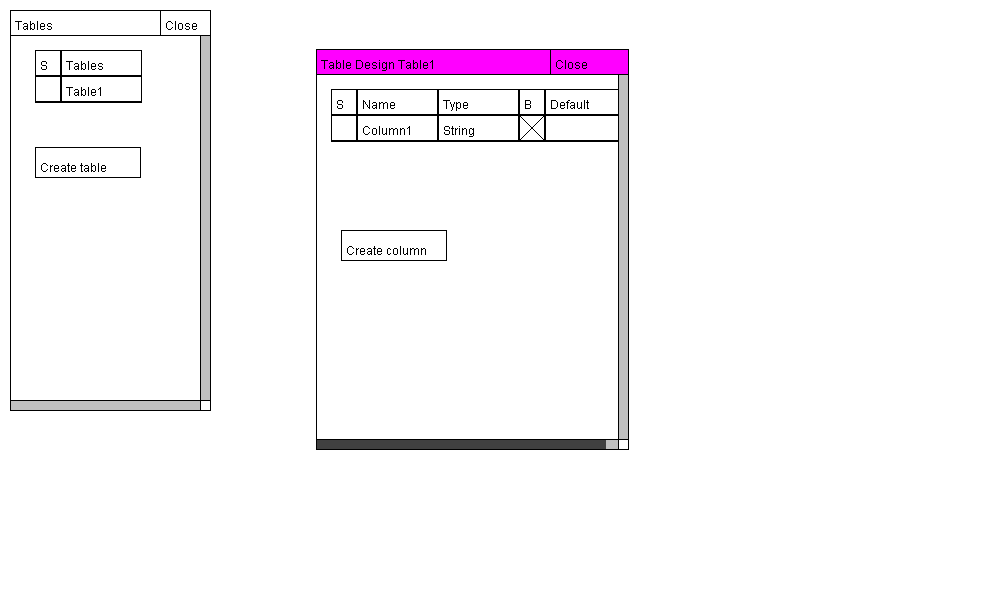 Tables Close
S Tables
Table1
Create table
Table Design Table1 Close
S Name Type B Default
Column1 String
Create column